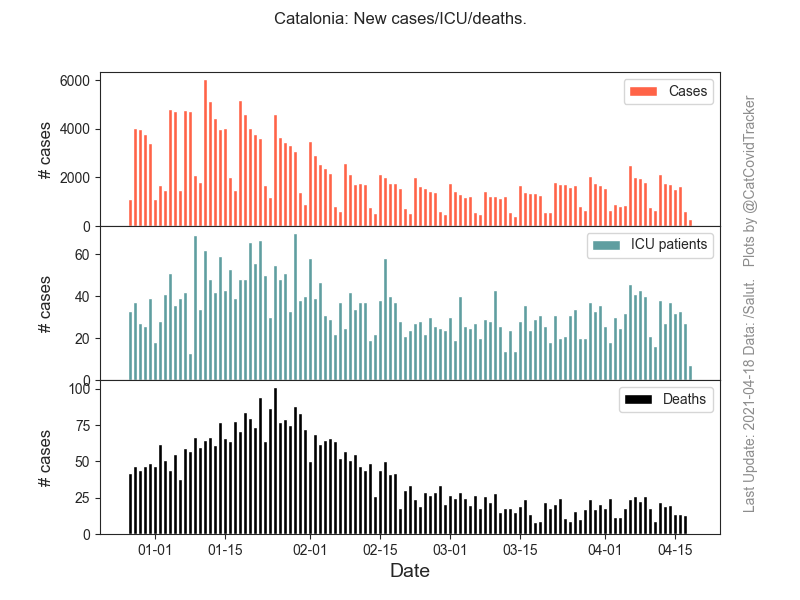 Catalonia: New cases/ICU/deaths.
6000
4000
2000
0
# cases
Cases
60
40
20
0
# cases
ICU patients
100
75
50
25
0
# cases
Deaths
01-01 01-15 02-01 02-15 03-01 03-15 04-01 04-15
Date
Last Update: 2021-04-18 Data: /Salut. Plots by @CatCovidTracker